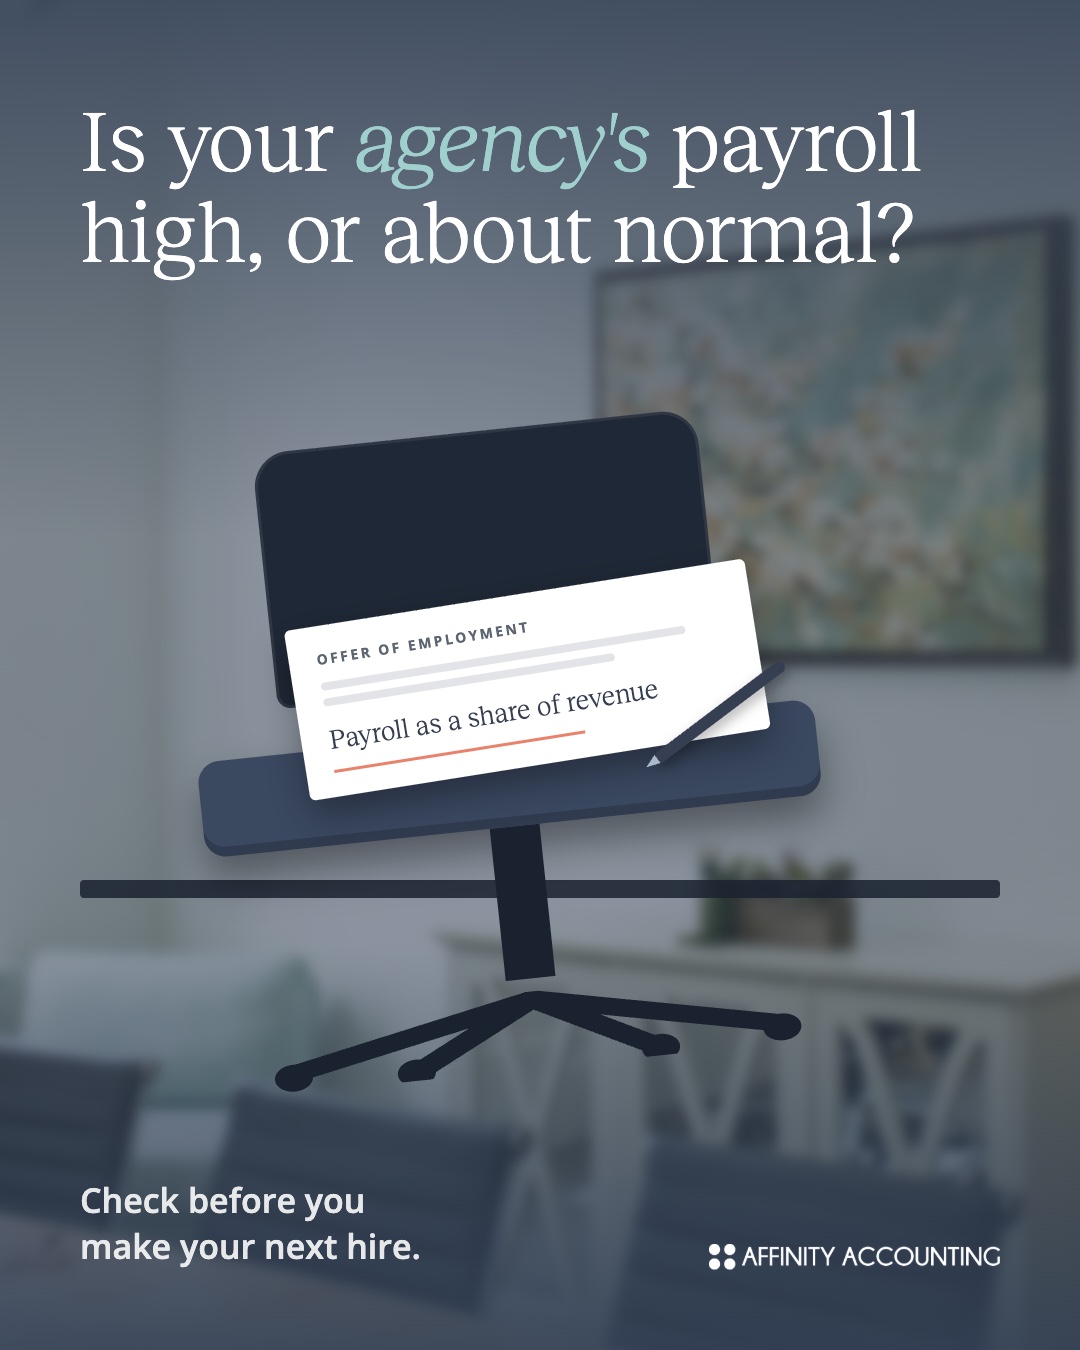 Is your agency's payroll
high, or about normal?
OFFER OF EMPLOYMENT
Payroll as a share of revenue
Check before you
make your next hire.
AFFINITY ACCOUNTING